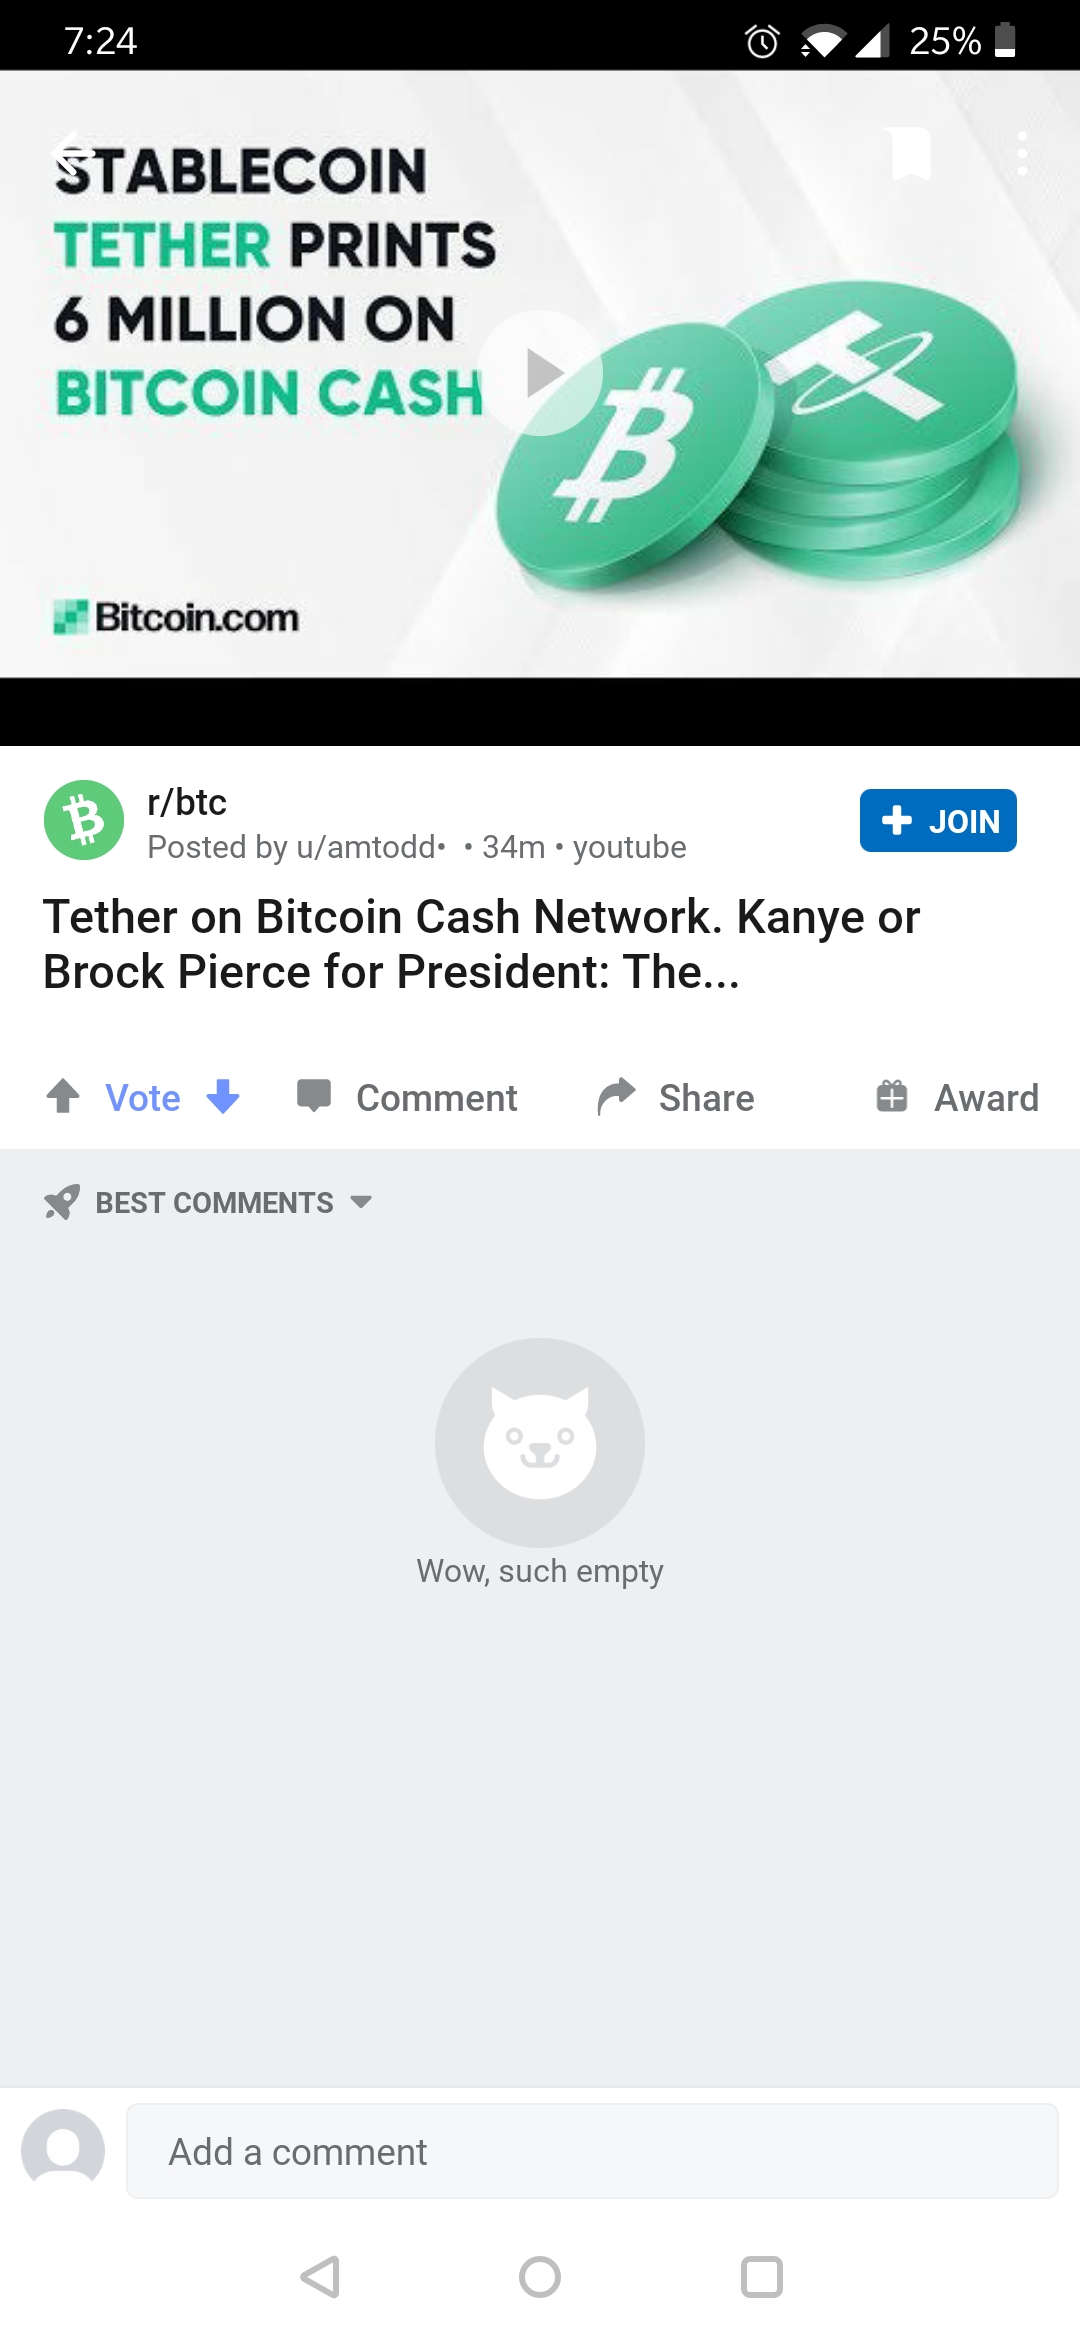 7:24
25%
STABLECOIN
TETHER PRINTS
6 MILLION ON
BITCOIN CASH
Bitcoin.com
r/btc
Posted by u/amtodd• • 34m • youtube
JOIN
Tether on Bitcoin Cash Network. Kanye or
Brock Pierce for President: The...
Vote Comment Share Award
BEST COMMENTS
Wow, such empty
Add a comment